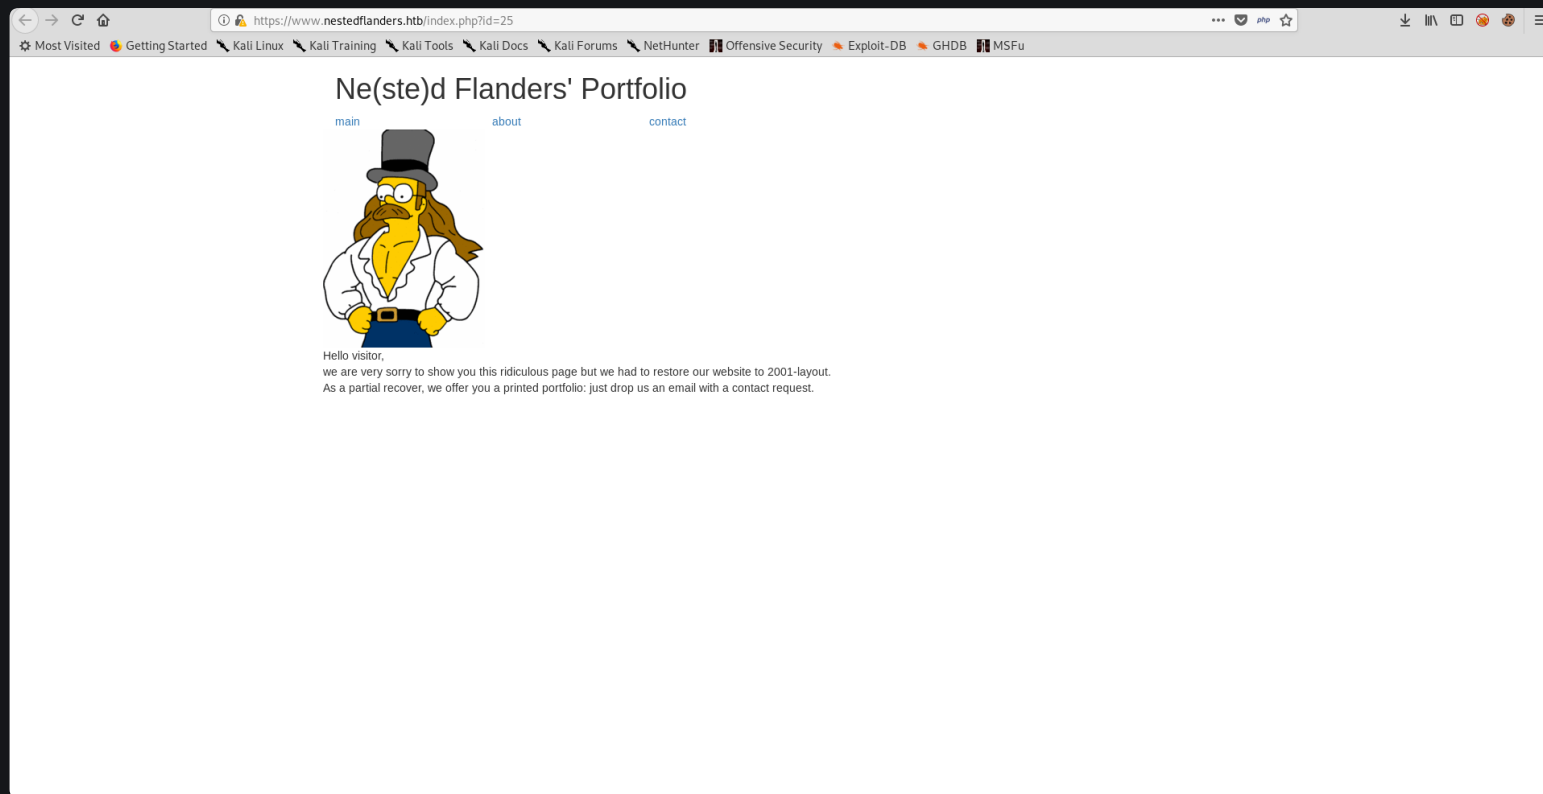 https://www.nestedflanders.htb/index.php?id=25 php
Most Visited Getting Started Kali Linux Kali Training Kali Tools Kali Docs Kali Forums NetHunter Offensive Security Exploit-DB GHDB MSFu
Ne(ste)d Flanders' Portfolio
main about contact
Hello visitor,
we are very sorry to show you this ridiculous page but we had to restore our website to 2001-layout.
As a partial recover, we offer you a printed portfolio: just drop us an email with a contact request.